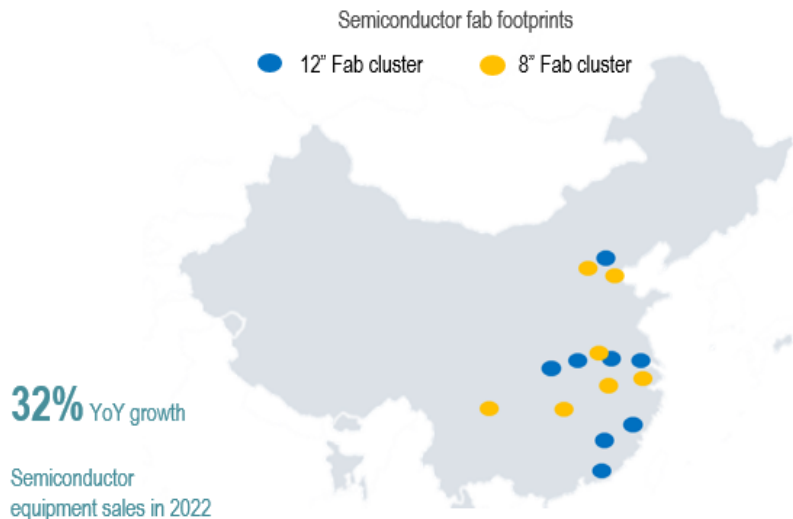 Semiconductor fab footprints
12” Fab cluster
8” Fab cluster
32% YoY growth
Semiconductor
equipment sales in 2022